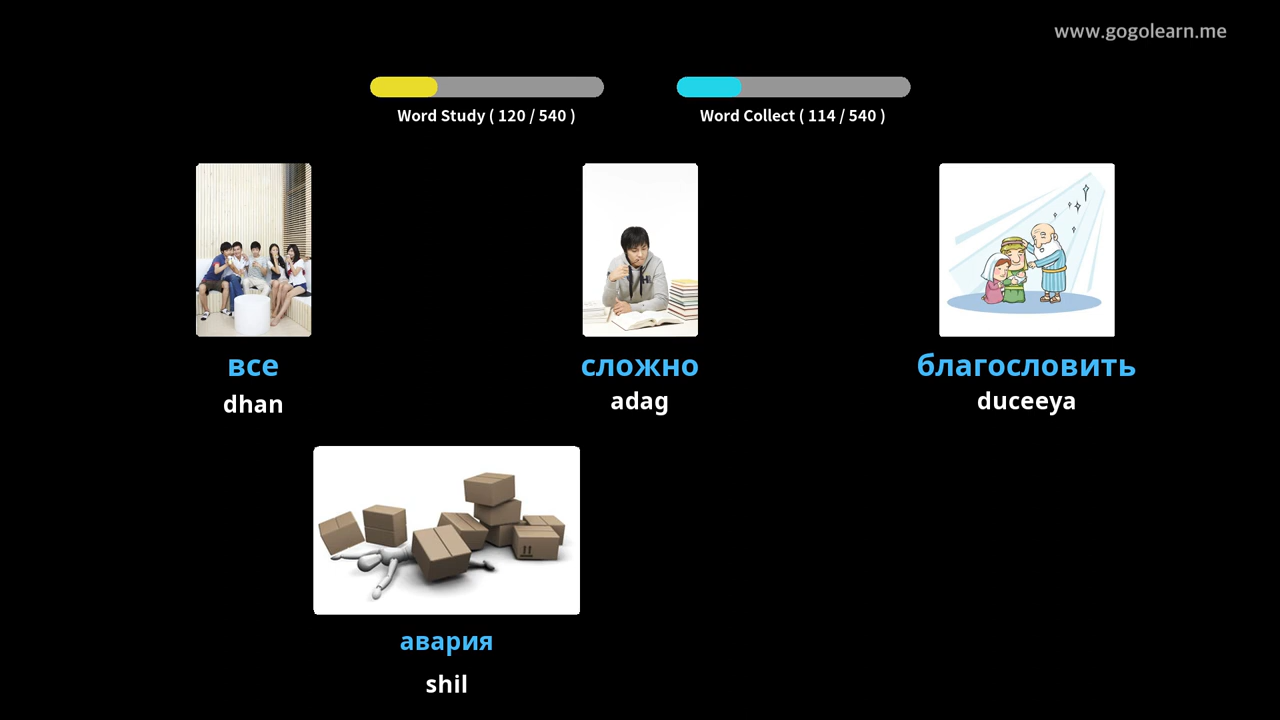 www.gogolearn.me
Word Study ( 120 / 540 )
Word Collect ( 114 / 540 )
все
сложно
благословить
dhan
adag
duceeya
авария
shil